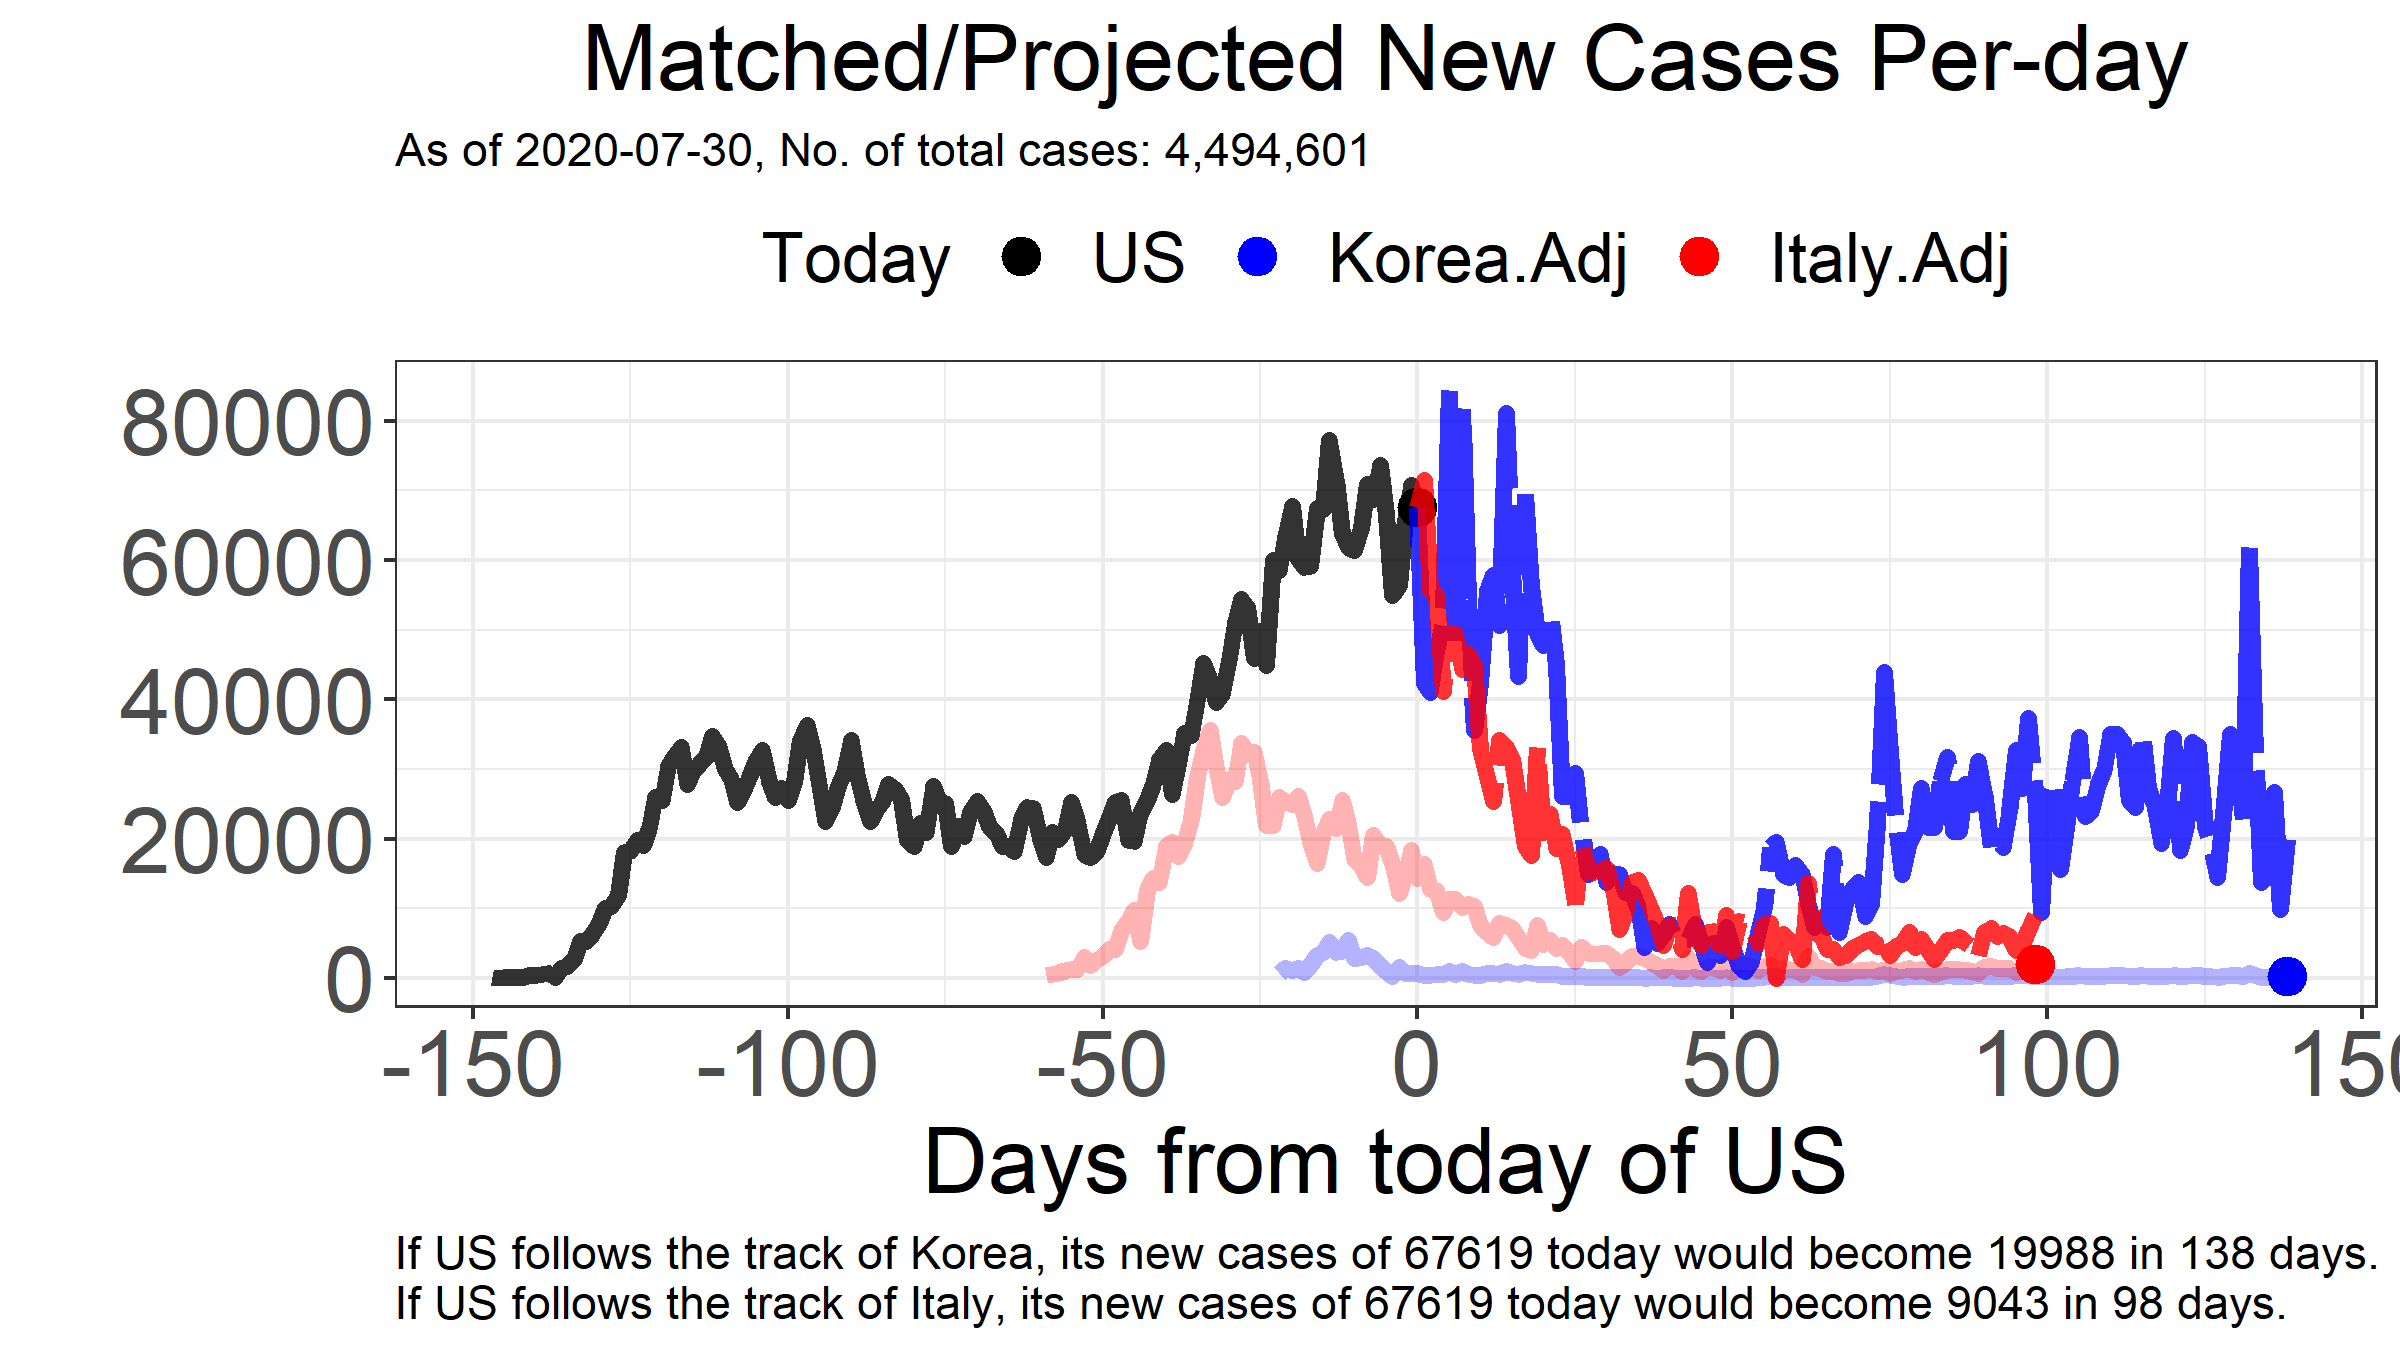 Matched/Projected New Cases Per-day
As of 2020-07-30, No. of total cases: 4,494,601
Today US Korea.Adj Italy.Adj
80000
60000
40000
20000
0
-150 -100 -50 0 50 100 150
Days from today of US
If US follows the track of Korea, its new cases of 67619 today would become 19988 in 138 days.
If US follows the track of Italy, its new cases of 67619 today would become 9043 in 98 days.